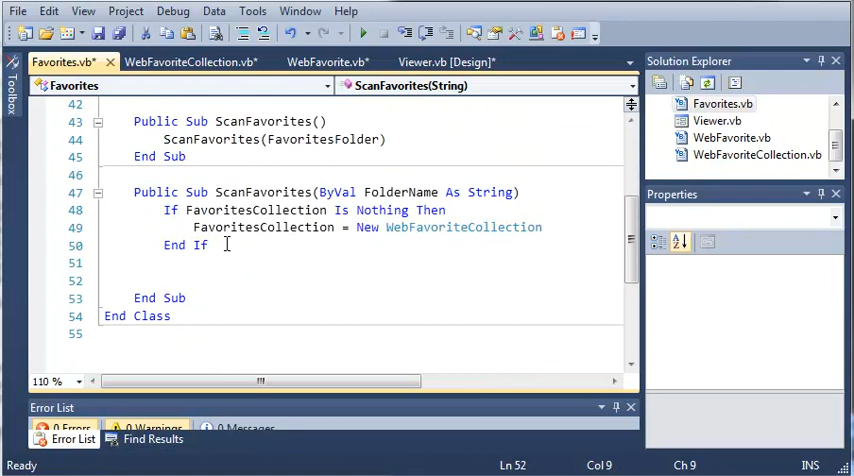 File Edit View Project Debug Data Tools Window Help
Favorites.vb* WebFavoriteCollection.vb* WebFavorite.vb* Viewer.vb [Design]*
Toolbox
Favorites ScanFavorites(String)
42
43 Public Sub ScanFavorites()
44 ScanFavorites(FavoritesFolder)
45 End Sub
46
47 Public Sub ScanFavorites(ByVal FolderName As String)
48 If FavoritesCollection Is Nothing Then
49 FavoritesCollection = New WebFavoriteCollection
50 End If
51
52
53 End Sub
54 End Class
55
110 %
Solution Explorer
Favorites.vb
Viewer.vb
WebFavorite.vb
WebFavoriteCollection.vb
Properties
Error List
0 Errors 0 Warnings 0 Messages
Error List Find Results
Ready Ln 52 Col 9 Ch 9 INS